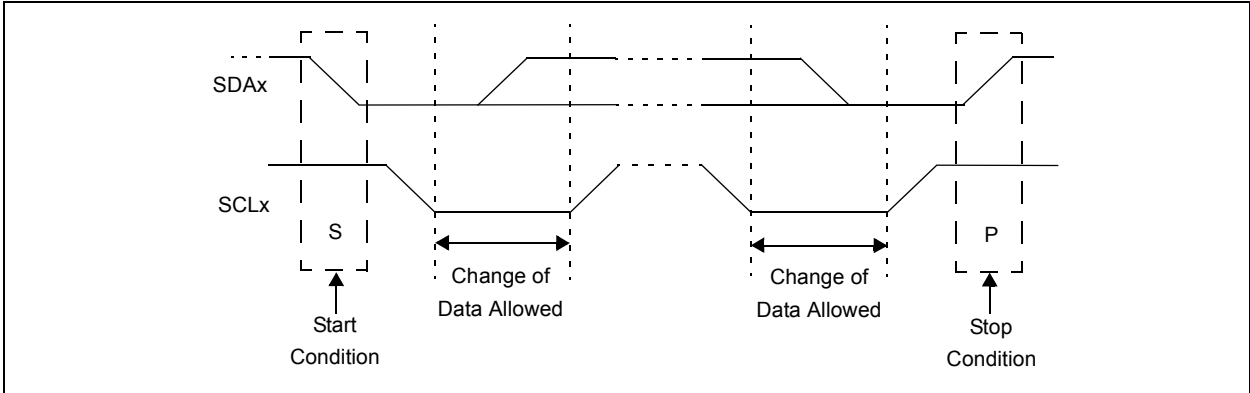 SDAx
SCLx
S
P
Change of
Data Allowed
Change of
Data Allowed
Start
Condition
Stop
Condition